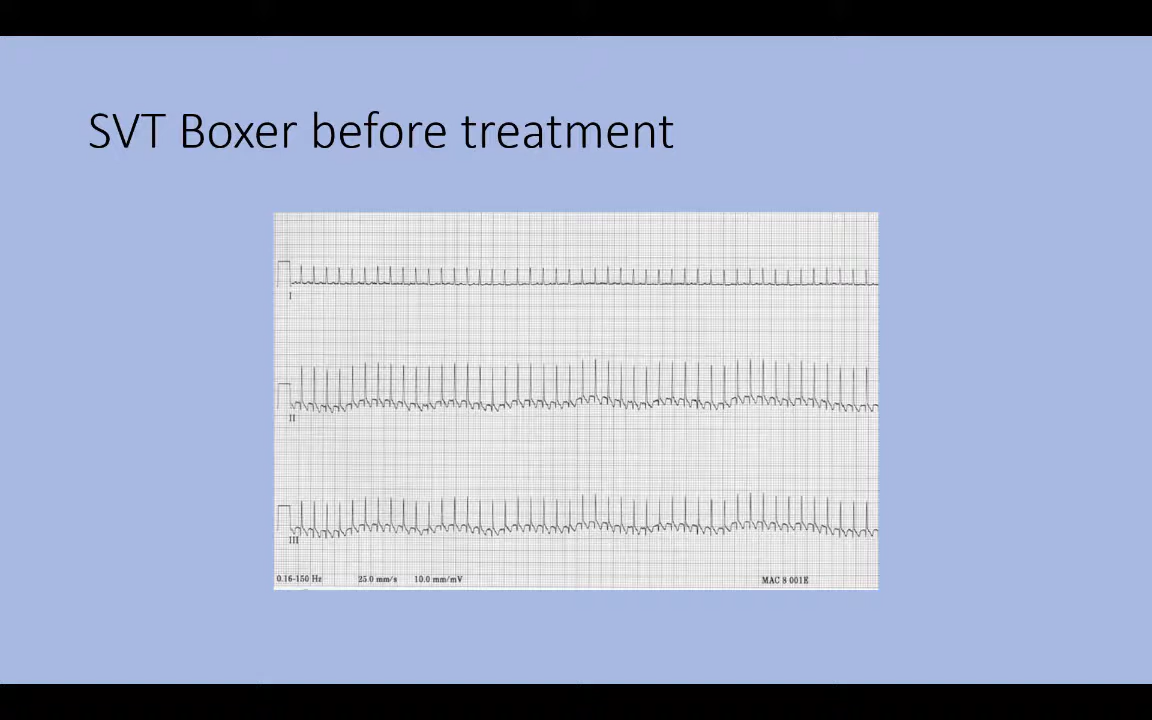 SVT Boxer before treatment
I
II
III
0.16-150 Hz 25.0 mm/s 10.0 mm/mV MAC 8 001E